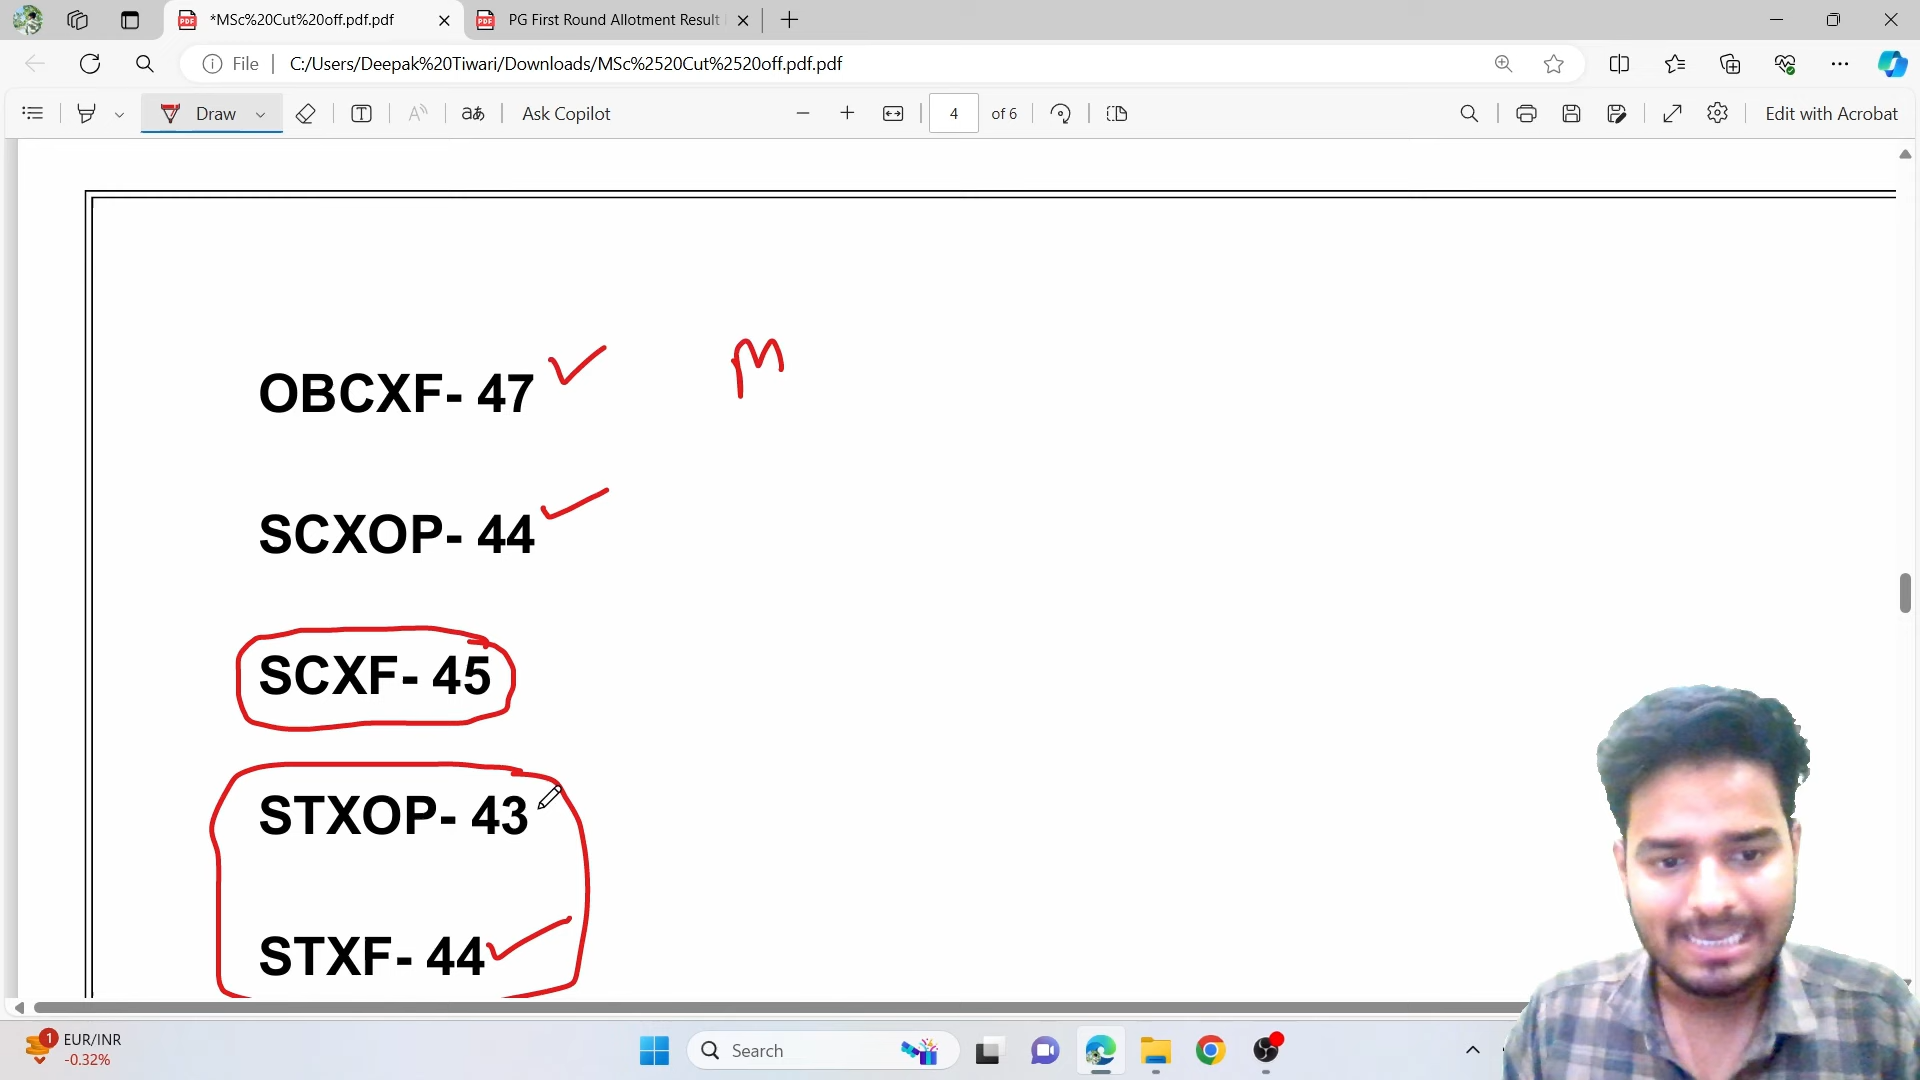 *MSc%20Cut%20off.pdf.pdf
PG First Round Allotment Result
File
C:/Users/Deepak%20Tiwari/Downloads/MSc%2520Cut%2520off.pdf.pdf
Draw
Ask Copilot
4 of 6
Edit with Acrobat
OBCXF- 47
M
SCXOP- 44
SCXF- 45
STXOP- 43
STXF- 44
1
EUR/INR
-0.32%
Search